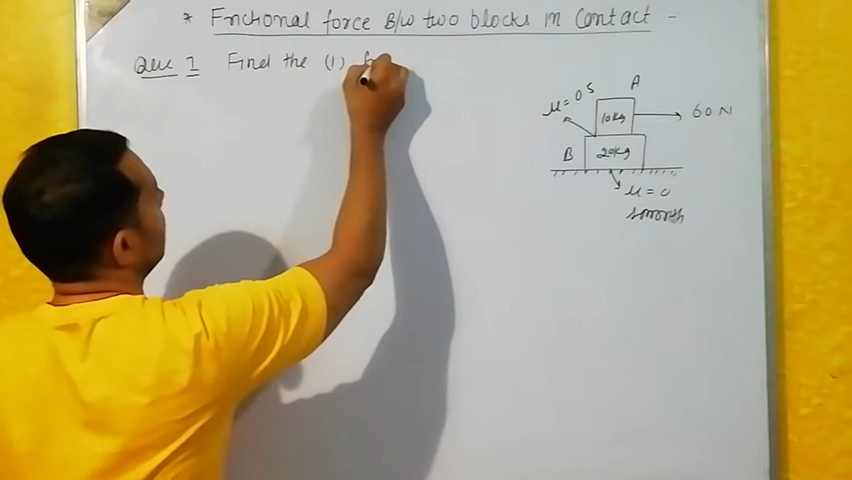 * Frictional force B/w two blocks in Contact -
Que 1 Find the (1) f
A
μ = 0.5
10kg
60 N
B
20kg
μ = 0
smooth